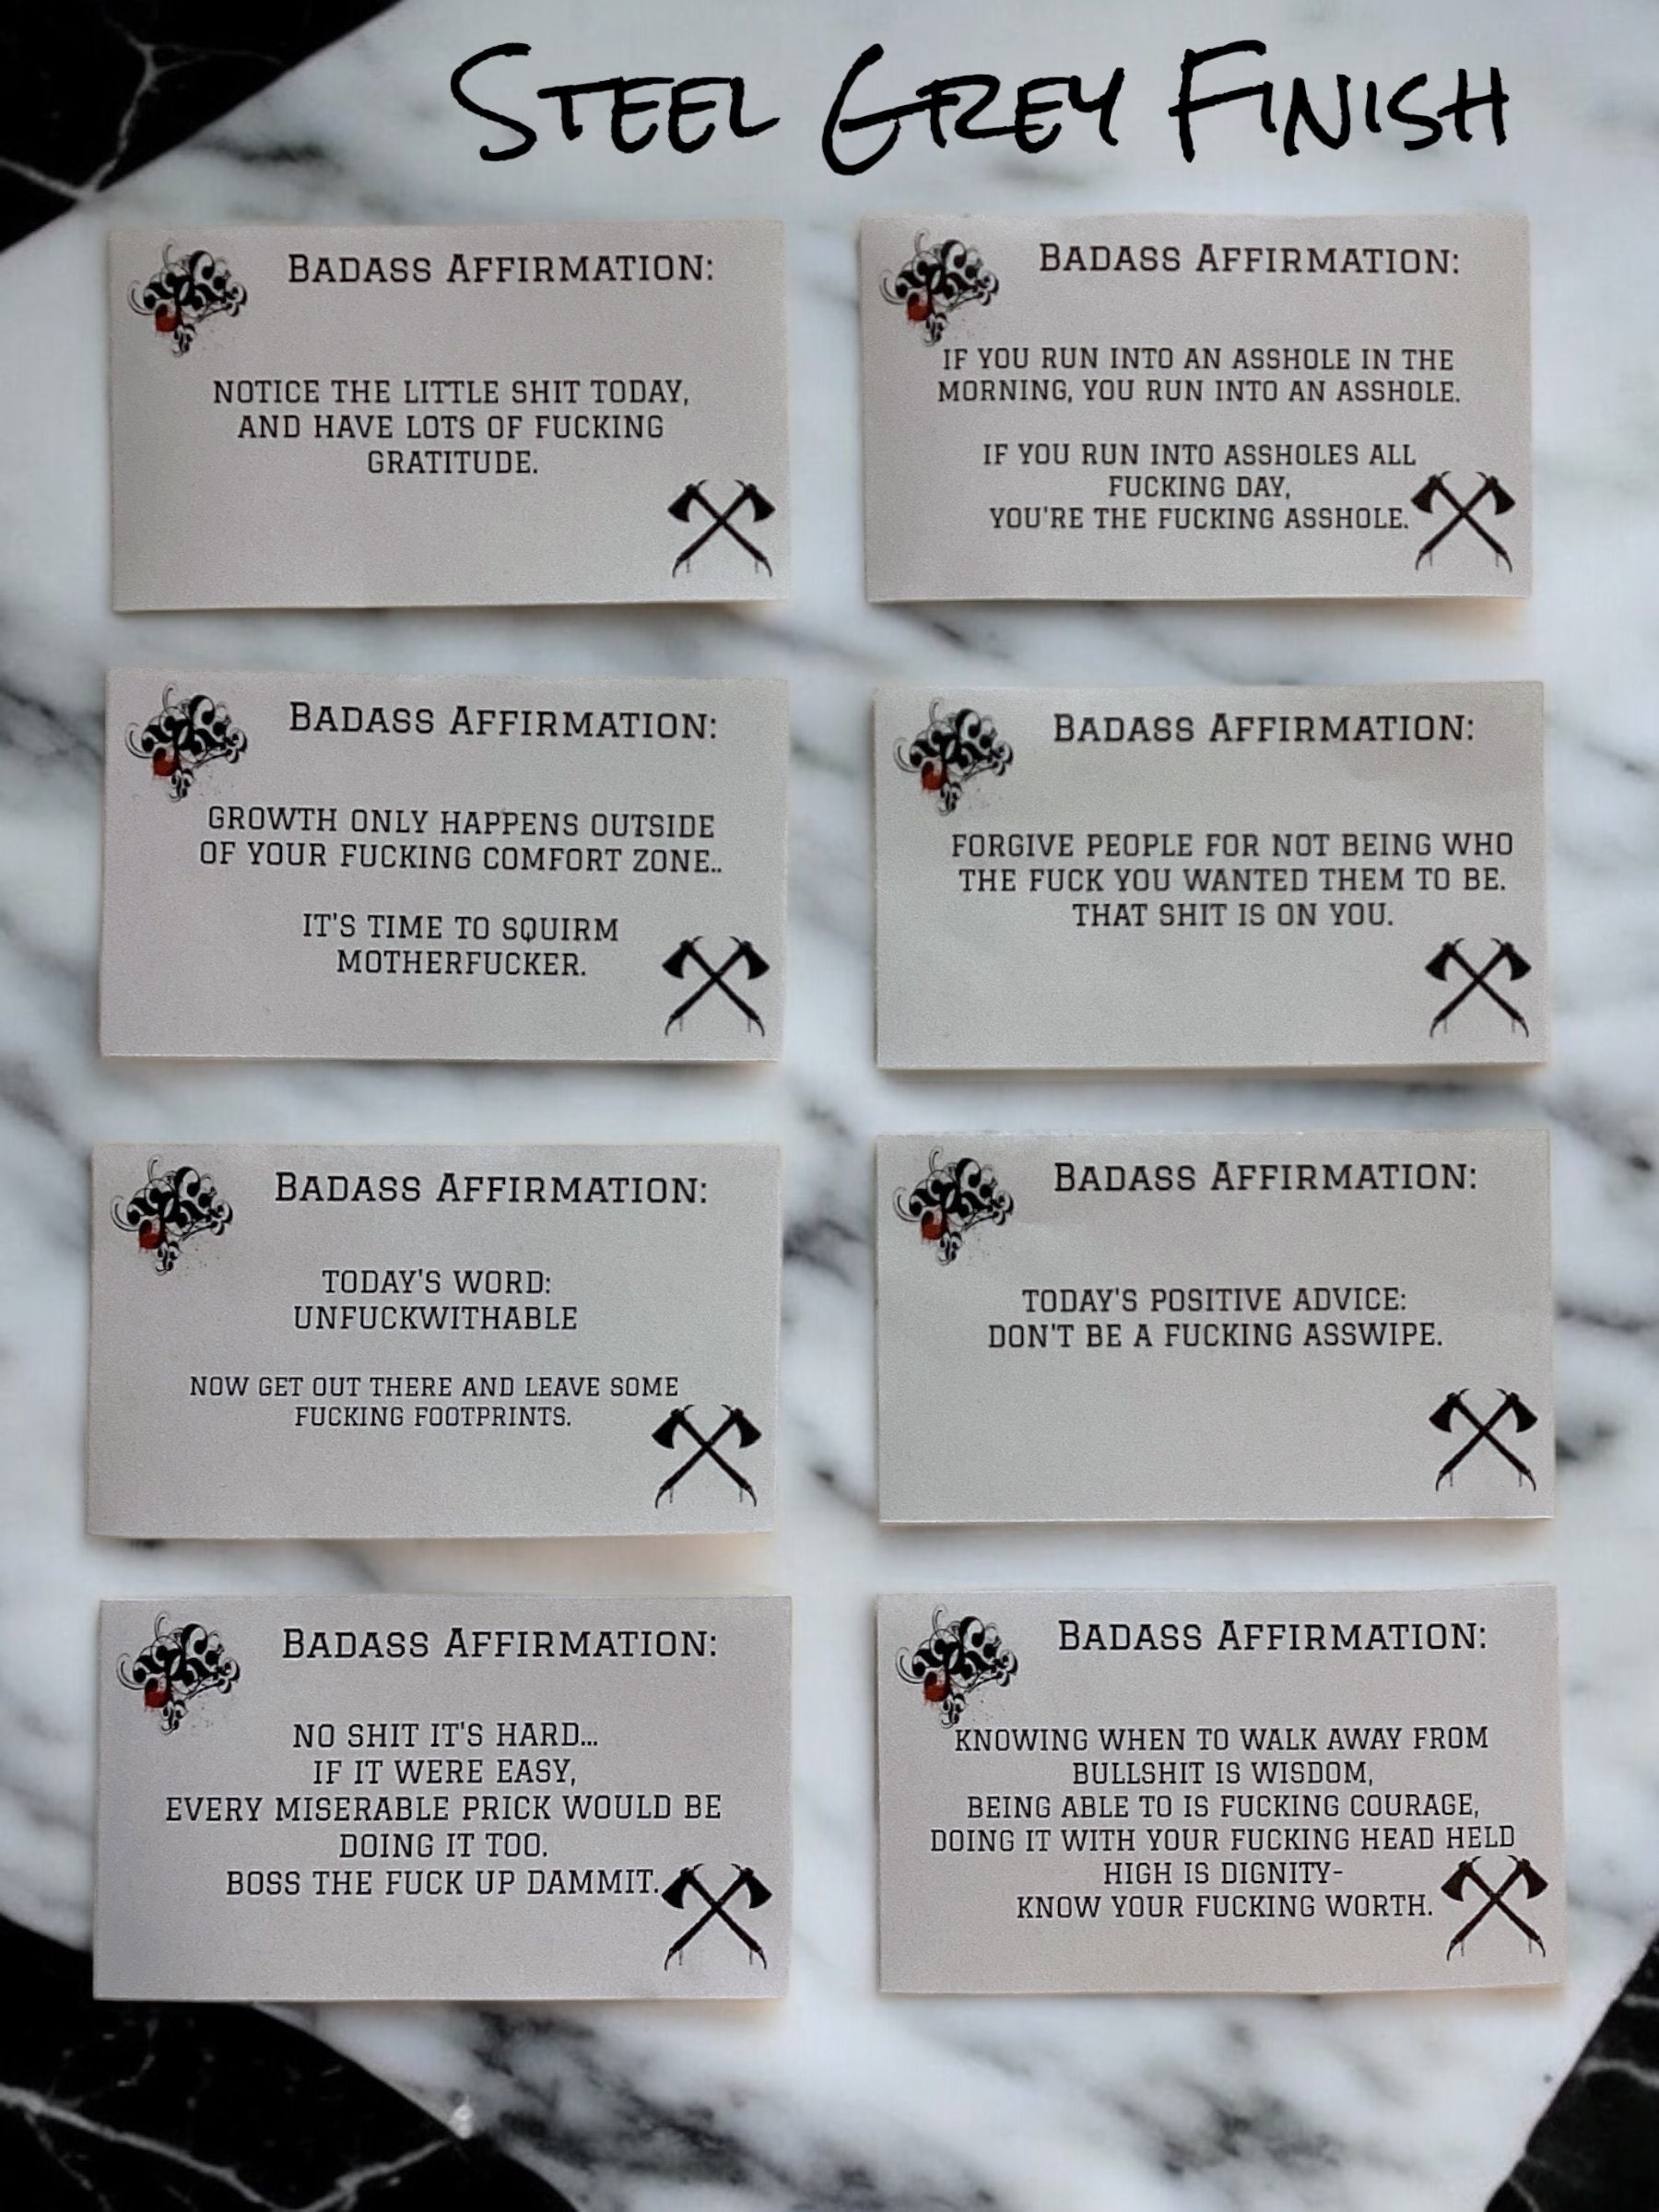 STEEL GREY FINISH
BADASS AFFIRMATION:
NOTICE THE LITTLE SHIT TODAY,
AND HAVE LOTS OF FUCKING
GRATITUDE.
BADASS AFFIRMATION:
IF YOU RUN INTO AN ASSHOLE IN THE
MORNING, YOU RUN INTO AN ASSHOLE.
IF YOU RUN INTO ASSHOLES ALL
FUCKING DAY,
YOU'RE THE FUCKING ASSHOLE.
BADASS AFFIRMATION:
GROWTH ONLY HAPPENS OUTSIDE
OF YOUR FUCKING COMFORT ZONE..
IT'S TIME TO SQUIRM
MOTHERFUCKER.
BADASS AFFIRMATION:
FORGIVE PEOPLE FOR NOT BEING WHO
THE FUCK YOU WANTED THEM TO BE.
THAT SHIT IS ON YOU.
BADASS AFFIRMATION:
TODAY'S WORD:
UNFUCKWITHABLE
NOW GET OUT THERE AND LEAVE SOME
FUCKING FOOTPRINTS.
BADASS AFFIRMATION:
TODAY'S POSITIVE ADVICE:
DON'T BE A FUCKING ASSWIPE.
BADASS AFFIRMATION:
NO SHIT IT'S HARD...
IF IT WERE EASY,
EVERY MISERABLE PRICK WOULD BE
DOING IT TOO.
BOSS THE FUCK UP DAMMIT.
BADASS AFFIRMATION:
KNOWING WHEN TO WALK AWAY FROM
BULLSHIT IS WISDOM,
BEING ABLE TO IS FUCKING COURAGE,
DOING IT WITH YOUR FUCKING HEAD HELD
HIGH IS DIGNITY-
KNOW YOUR FUCKING WORTH.